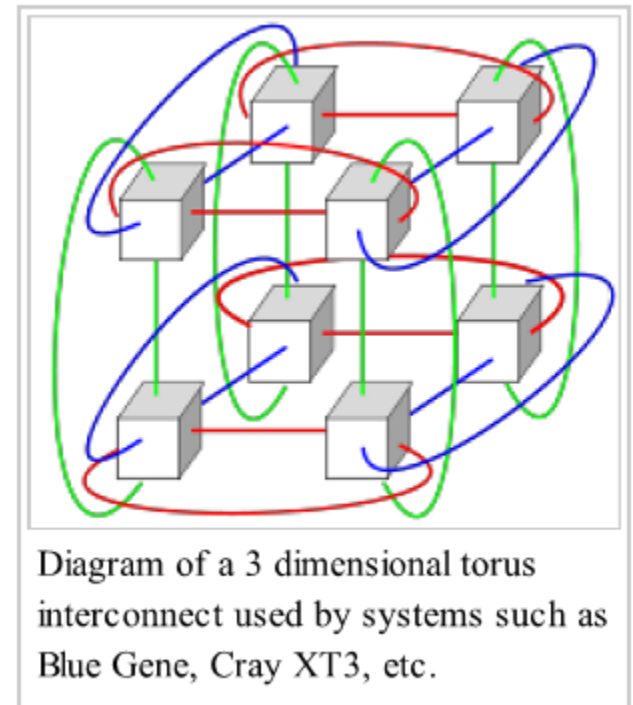 Diagram of a 3 dimensional torus
interconnect used by systems such as
Blue Gene, Cray XT3, etc.